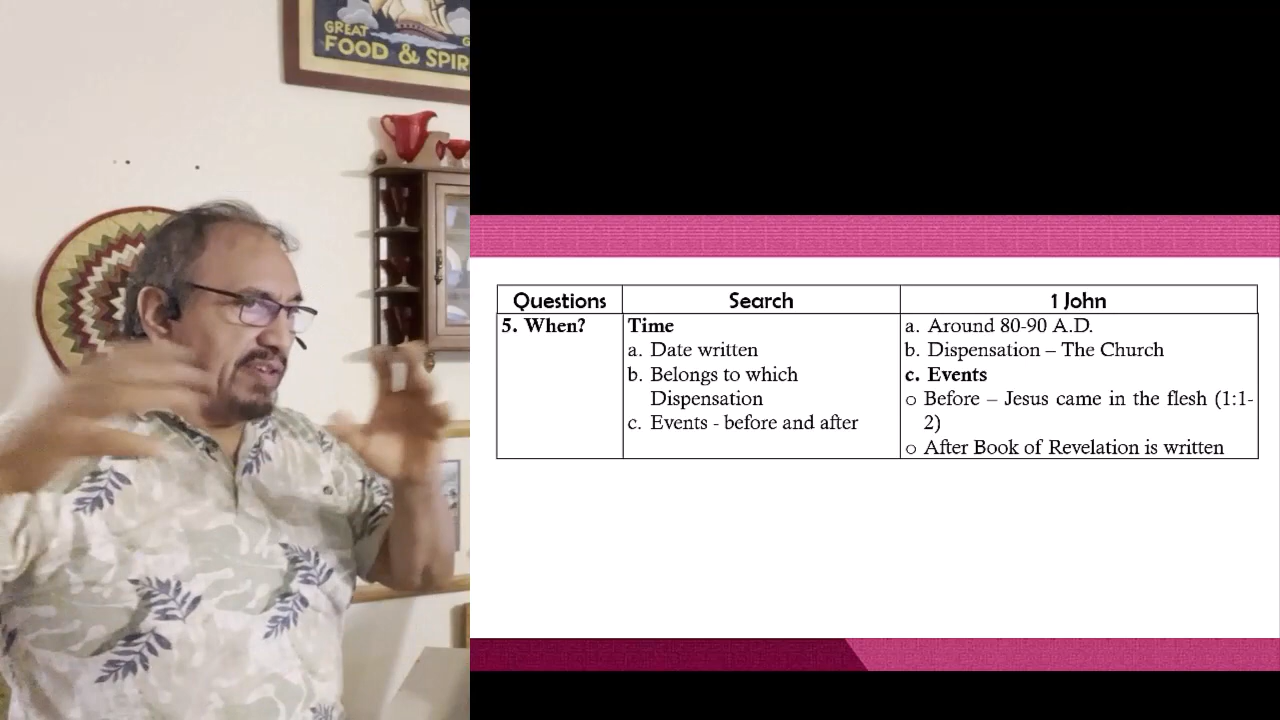 GREAT
FOOD & SPIR
Questions
Search
1 John
5. When?
Time
a. Date written
b. Belongs to which
Dispensation
c. Events - before and after
a. Around 80-90 A.D.
b. Dispensation – The Church
c. Events
o Before – Jesus came in the flesh (1:1-
2)
o After Book of Revelation is written